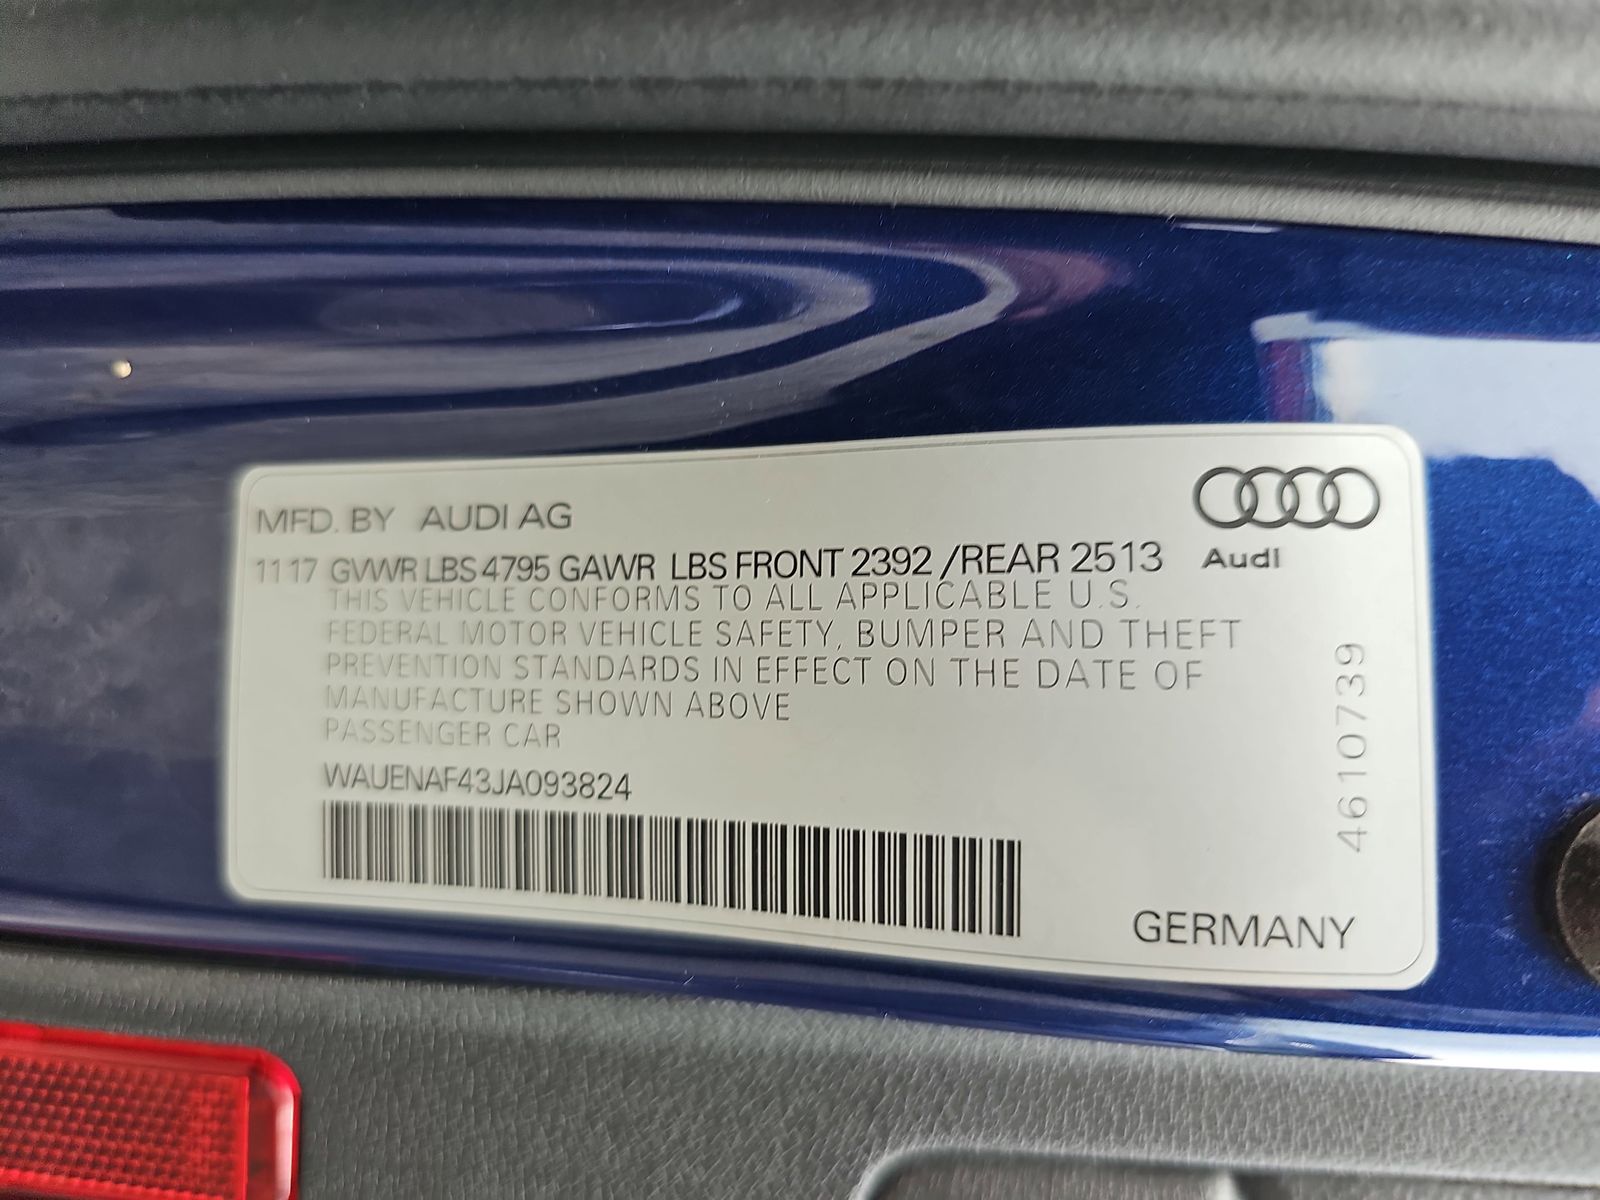 MFD. BY AUDI AG
Audi
11 17 GVWR LBS 4795 GAWR LBS FRONT 2392 /REAR 2513
THIS VEHICLE CONFORMS TO ALL APPLICABLE U.S.
FEDERAL MOTOR VEHICLE SAFETY, BUMPER AND THEFT
PREVENTION STANDARDS IN EFFECT ON THE DATE OF
MANUFACTURE SHOWN ABOVE
PASSENGER CAR
WAUENAF43JA093824
4610739
GERMANY